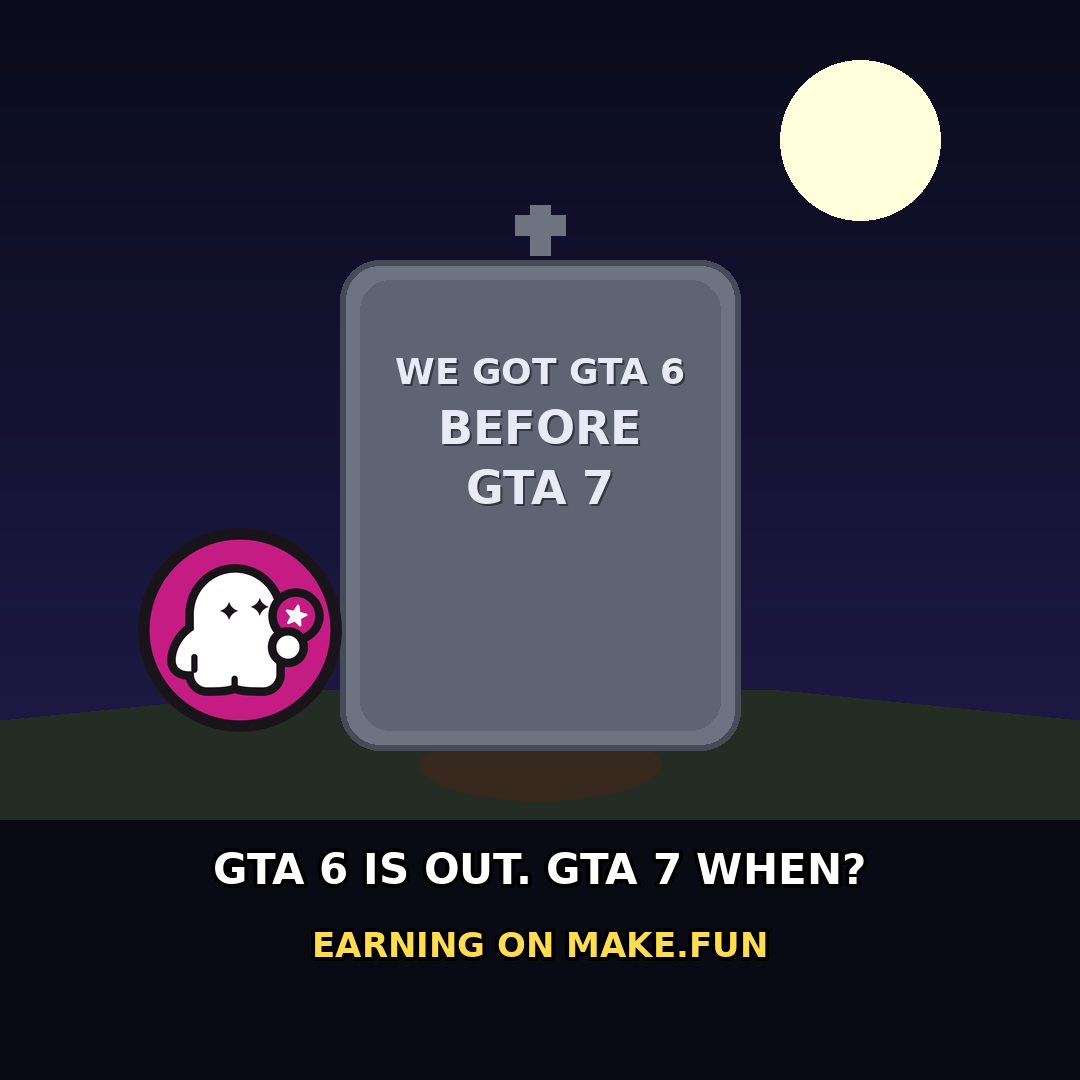 WE GOT GTA 6
BEFORE
GTA 7
GTA 6 IS OUT. GTA 7 WHEN?
EARNING ON MAKE.FUN